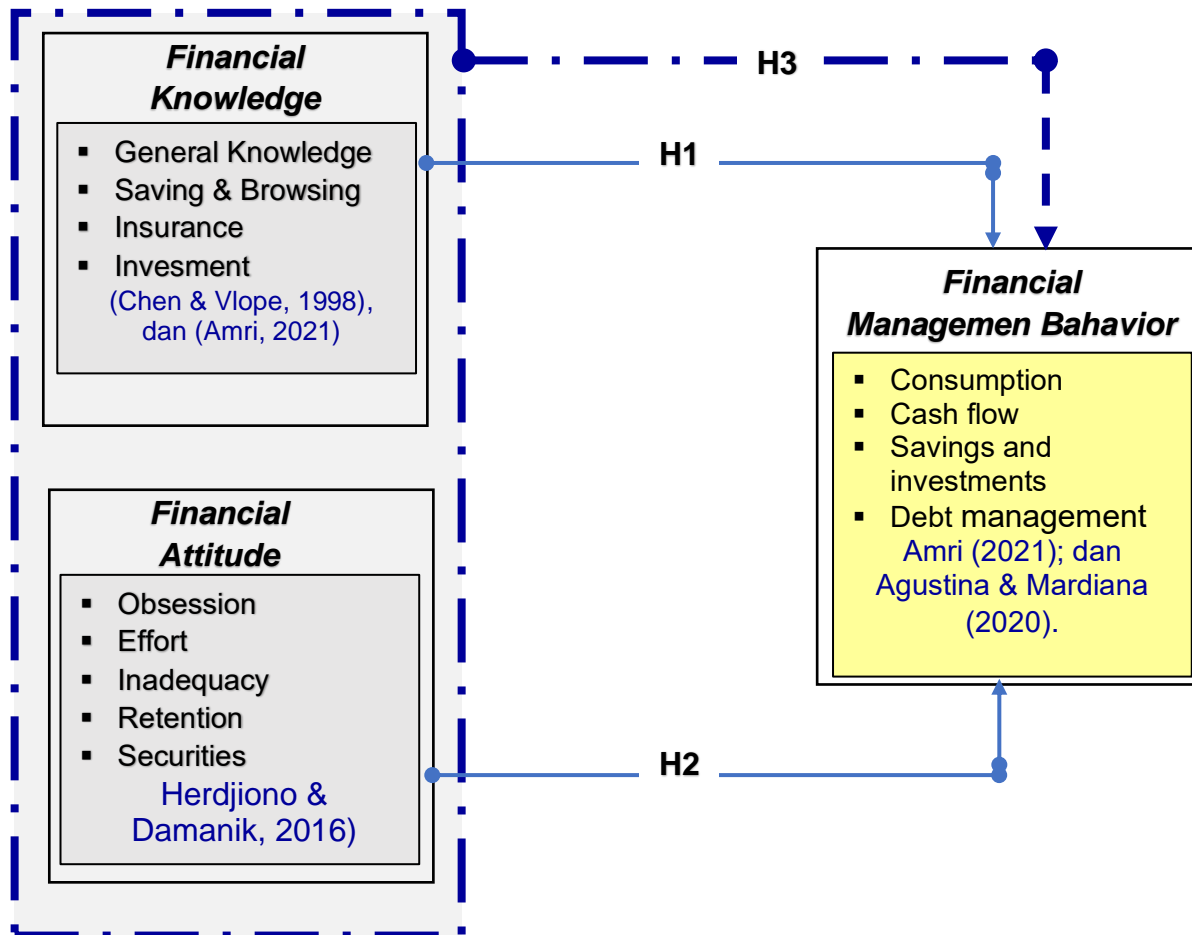 Financial
Knowledge
▪ General Knowledge
▪ Saving & Browsing
▪ Insurance
▪ Invesment
(Chen & Vlope, 1998),
dan (Amri, 2021)
H3
H1
Financial
Managemen Bahavior
▪ Consumption
▪ Cash flow
▪ Savings and
investments
▪ Debt management
Amri (2021); dan
Agustina & Mardiana
(2020).
Financial
Attitude
▪ Obsession
▪ Effort
▪ Inadequacy
▪ Retention
▪ Securities
Herdjiono &
Damanik, 2016)
H2